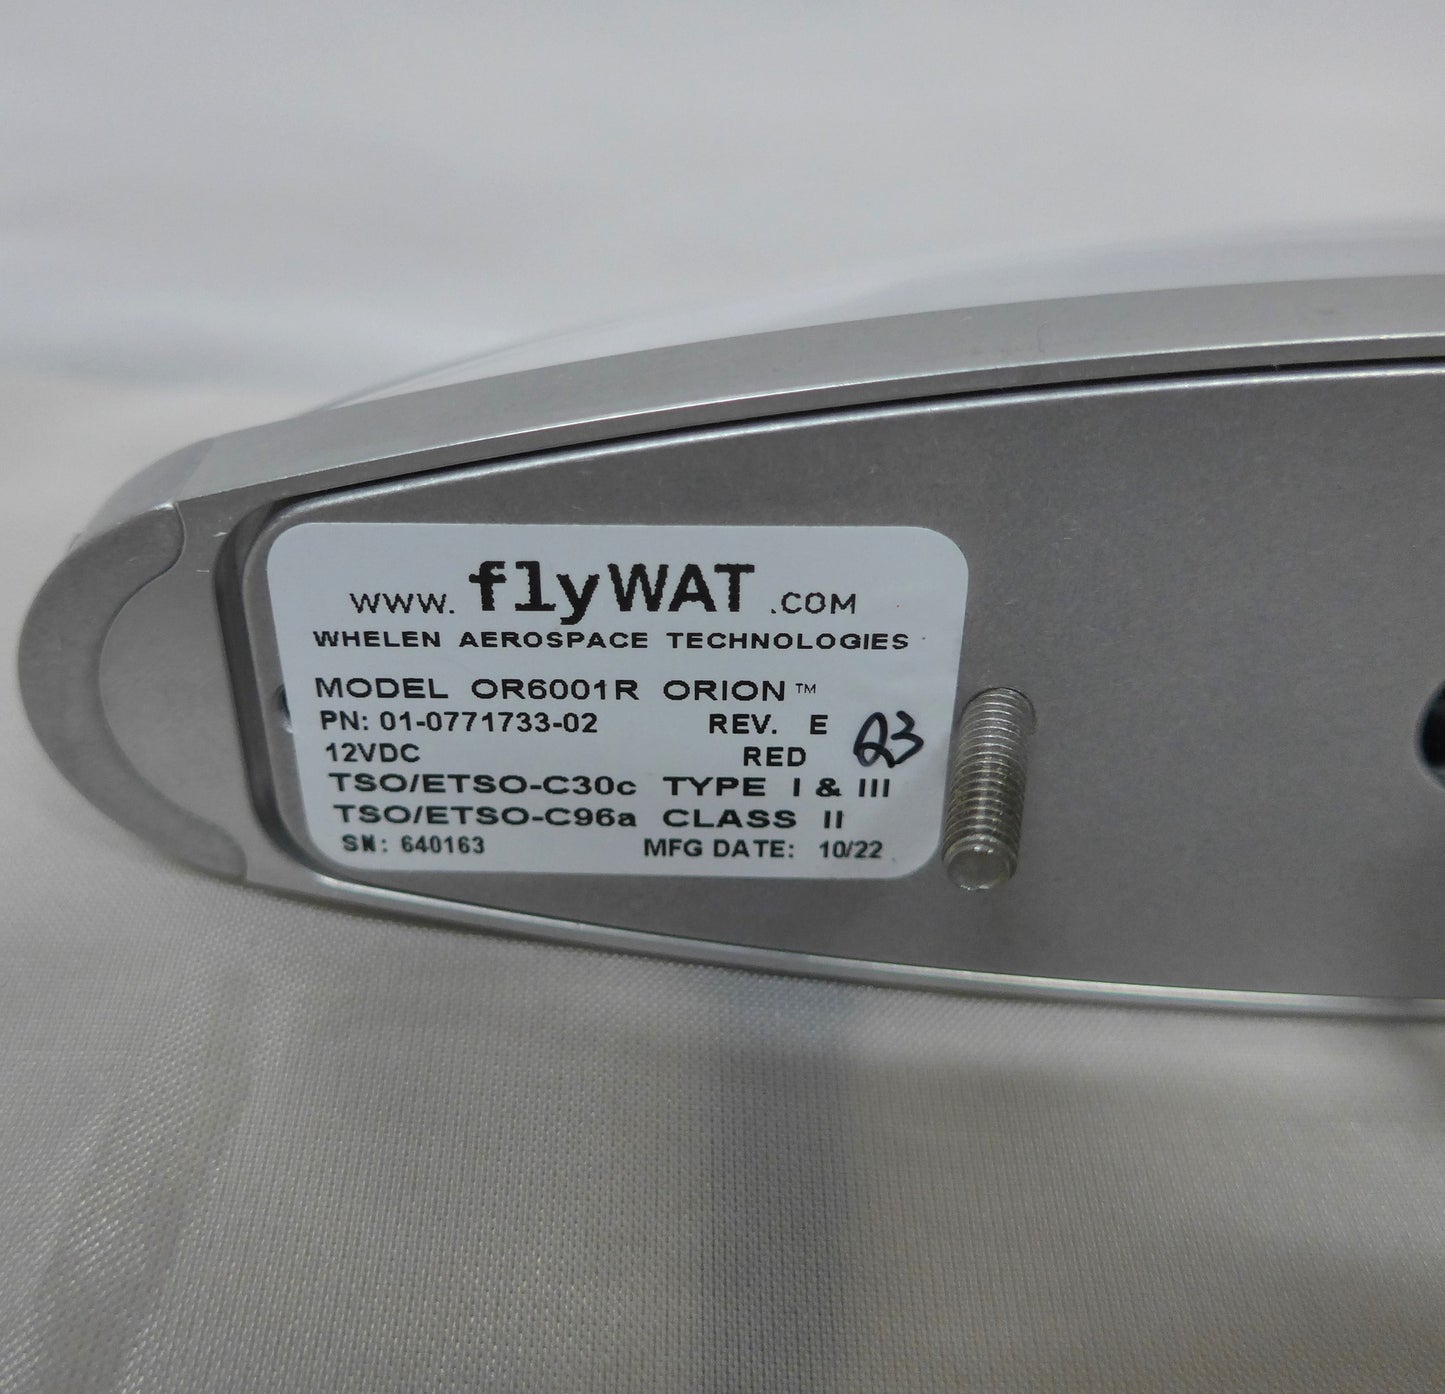 www.flyWAT.COM
WHELEN AEROSPACE TECHNOLOGIES
MODEL OR6001R ORION™
PN: 01-0771733-02 REV. E
12VDC RED
TSO/ETSO-C30c TYPE I & III
TSO/ETSO-C96a CLASS II
SN: 640163 MFG DATE: 10/22